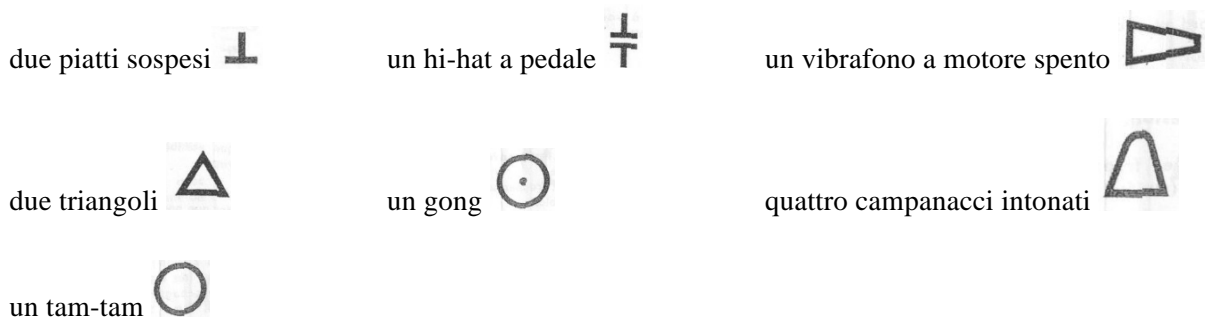 due piatti sospesi
un hi-hat a pedale
un vibrafono a motore spento
due triangoli
un gong
quattro campanacci intonati
un tam-tam